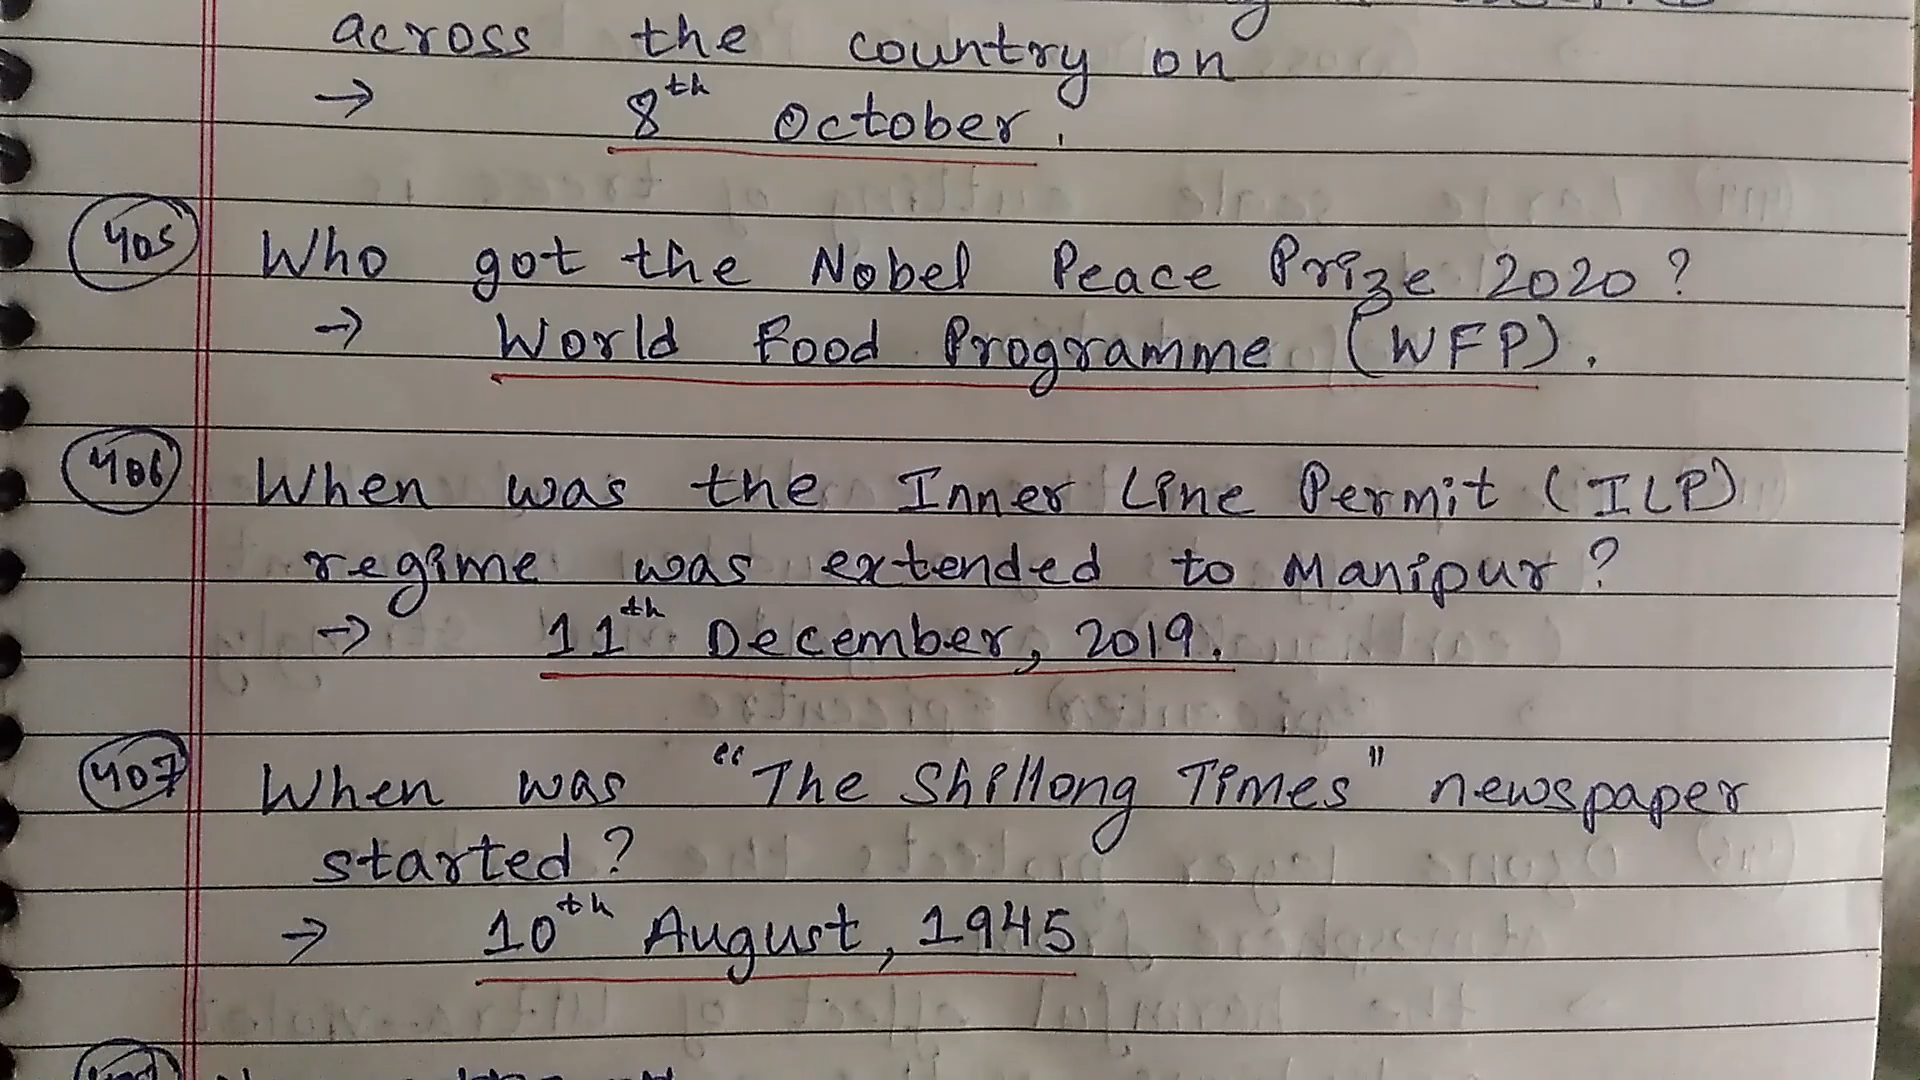 across the country on
→ 8th October.
405 Who got the Nobel Peace Prize 2020?
→ World Food Programme (WFP).
406 When was the Inner Line Permit (ILP)
regime was extended to Manipur?
→ 11th December, 2019.
407 When was "The Shillong Times" newspaper
started?
→ 10th August, 1945